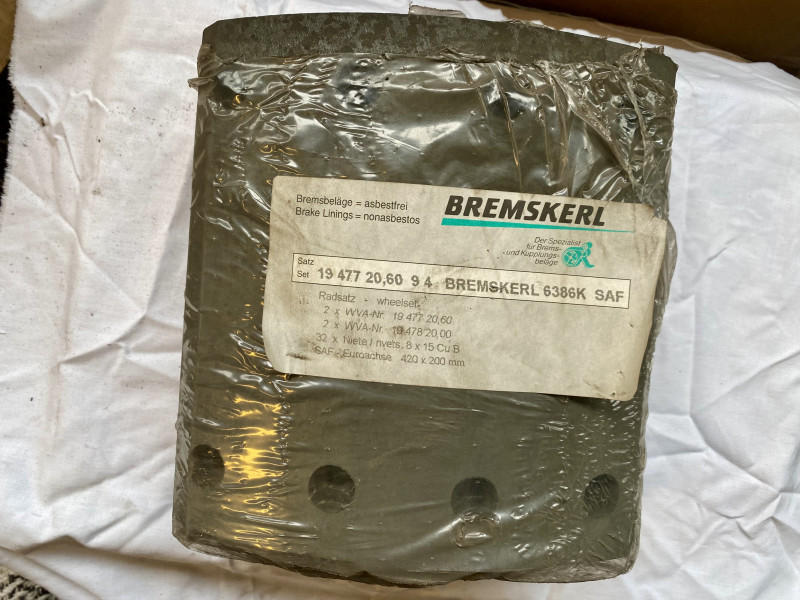 Bremsbeläge = asbestfrei
Brake Linings = nonasbestos
BREMSKERL
Der Spezialist
für Brems-
und Kupplungs-
beläge
Satz
Set 19 477 20,60 9 4 BREMSKERL 6386K SAF
Radsatz - wheelset
2 x WVA-Nr. 19 477 20,60
2 x WVA-Nr. 19 478 20,00
32 x Niete / rivets 8 x 15 Cu B
SAF - Euroachse 420 x 200 mm